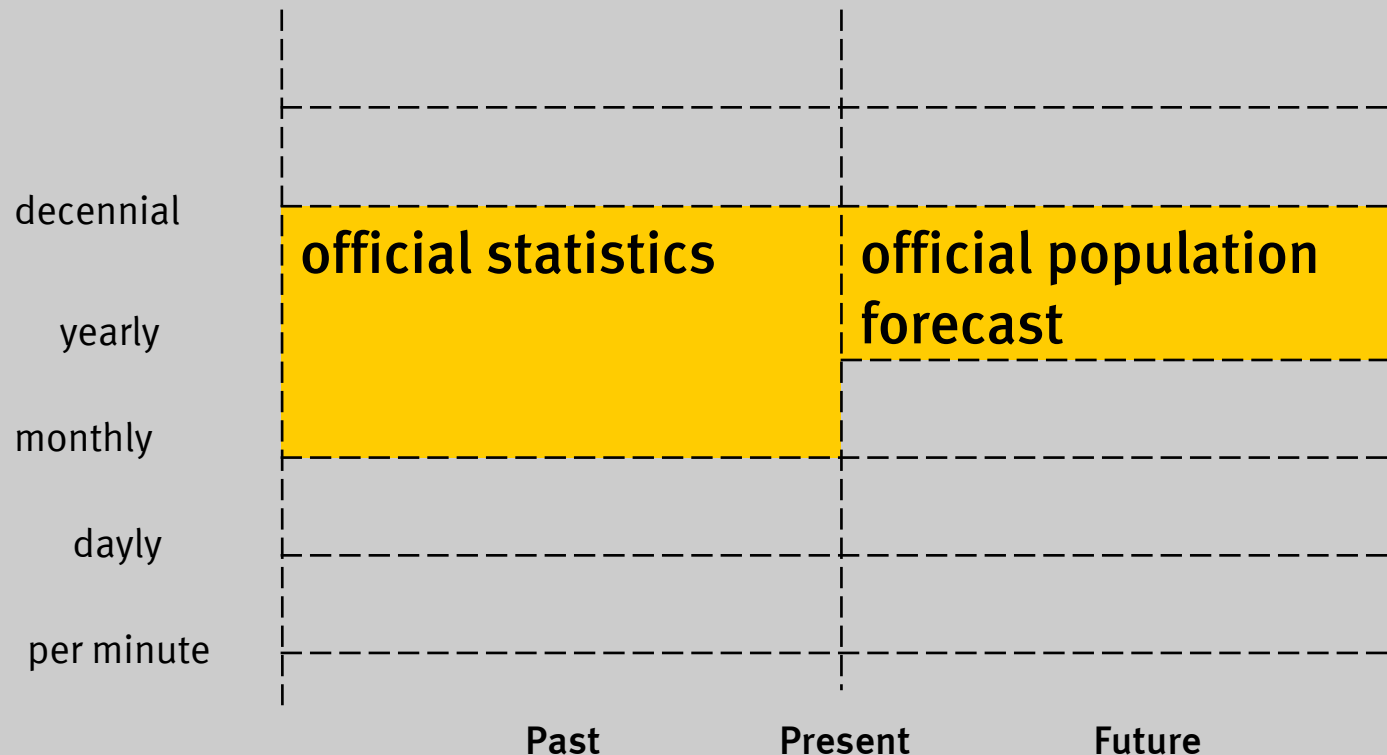 decennial
official statistics
official population
forecast
yearly
monthly
dayly
per minute
Past
Present
Future